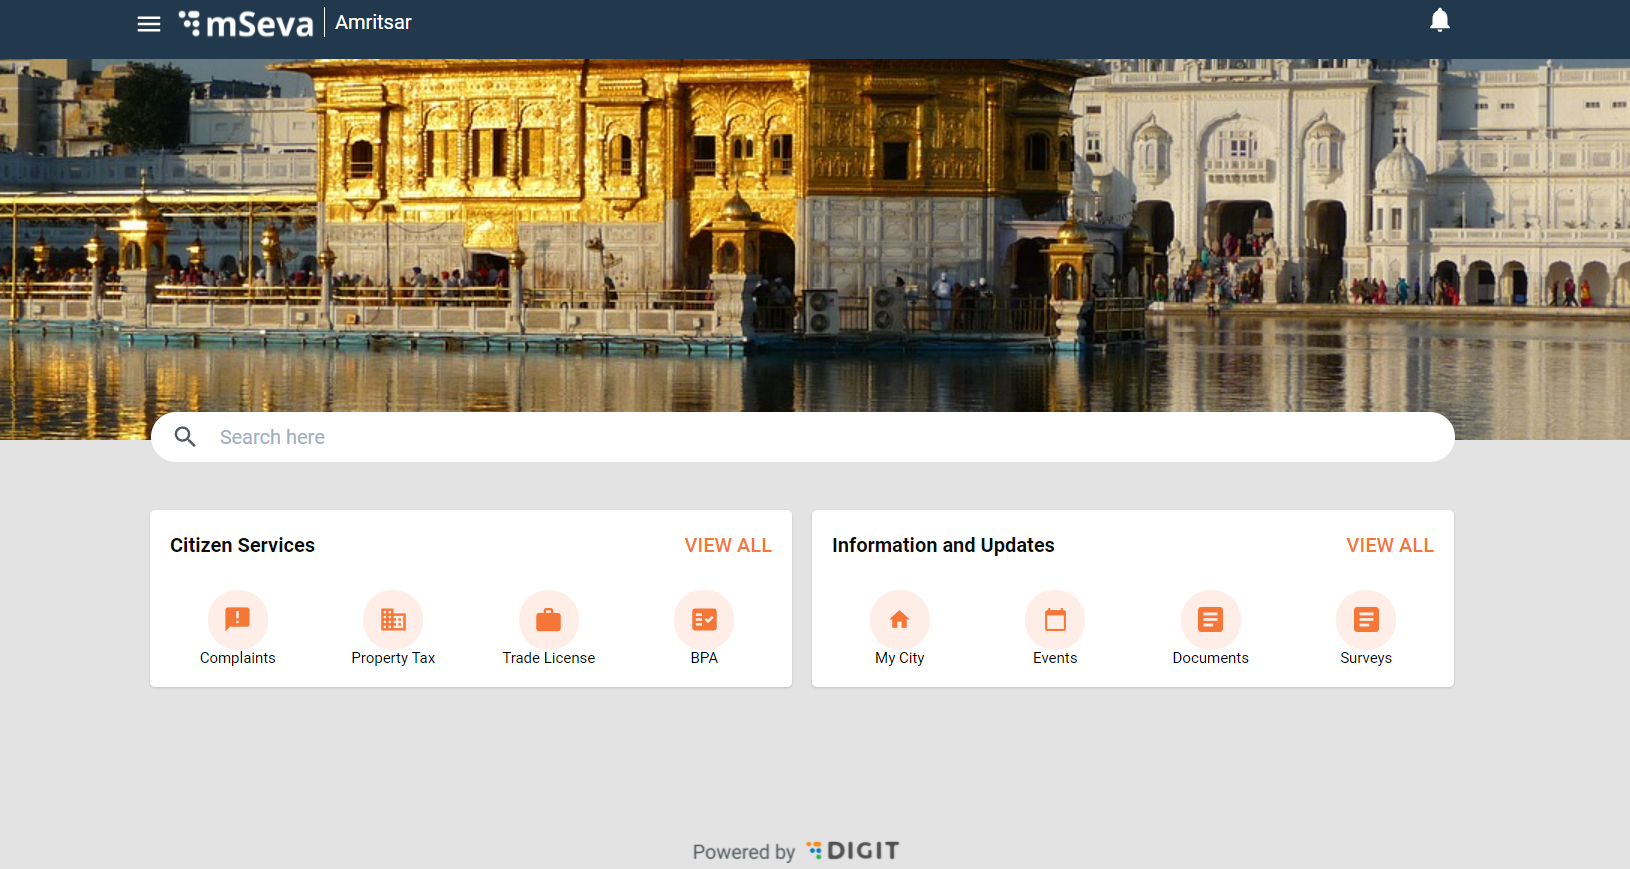 mSeva | Amritsar
Search here
Citizen Services VIEW ALL
Complaints Property Tax Trade License BPA
Information and Updates VIEW ALL
My City Events Documents Surveys
Powered by DIGIT